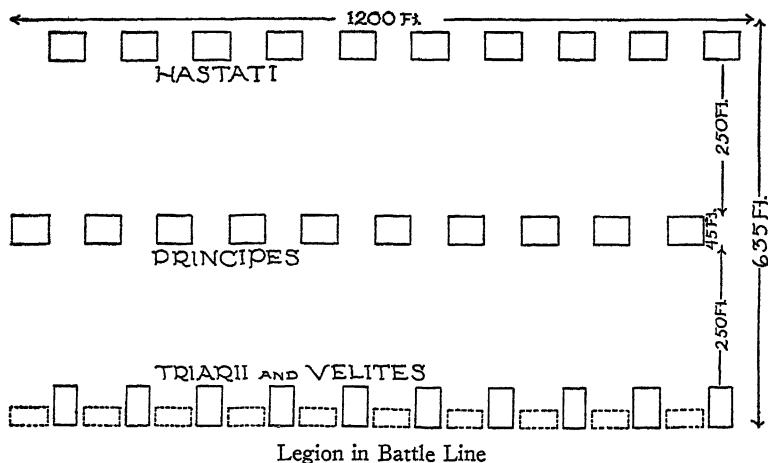 1200 Ft.
HASTATI
250 Ft.
635 Ft.
45 Ft.
PRINCIPES
250 Ft.
TRIARII AND VELITES
Legion in Battle Line